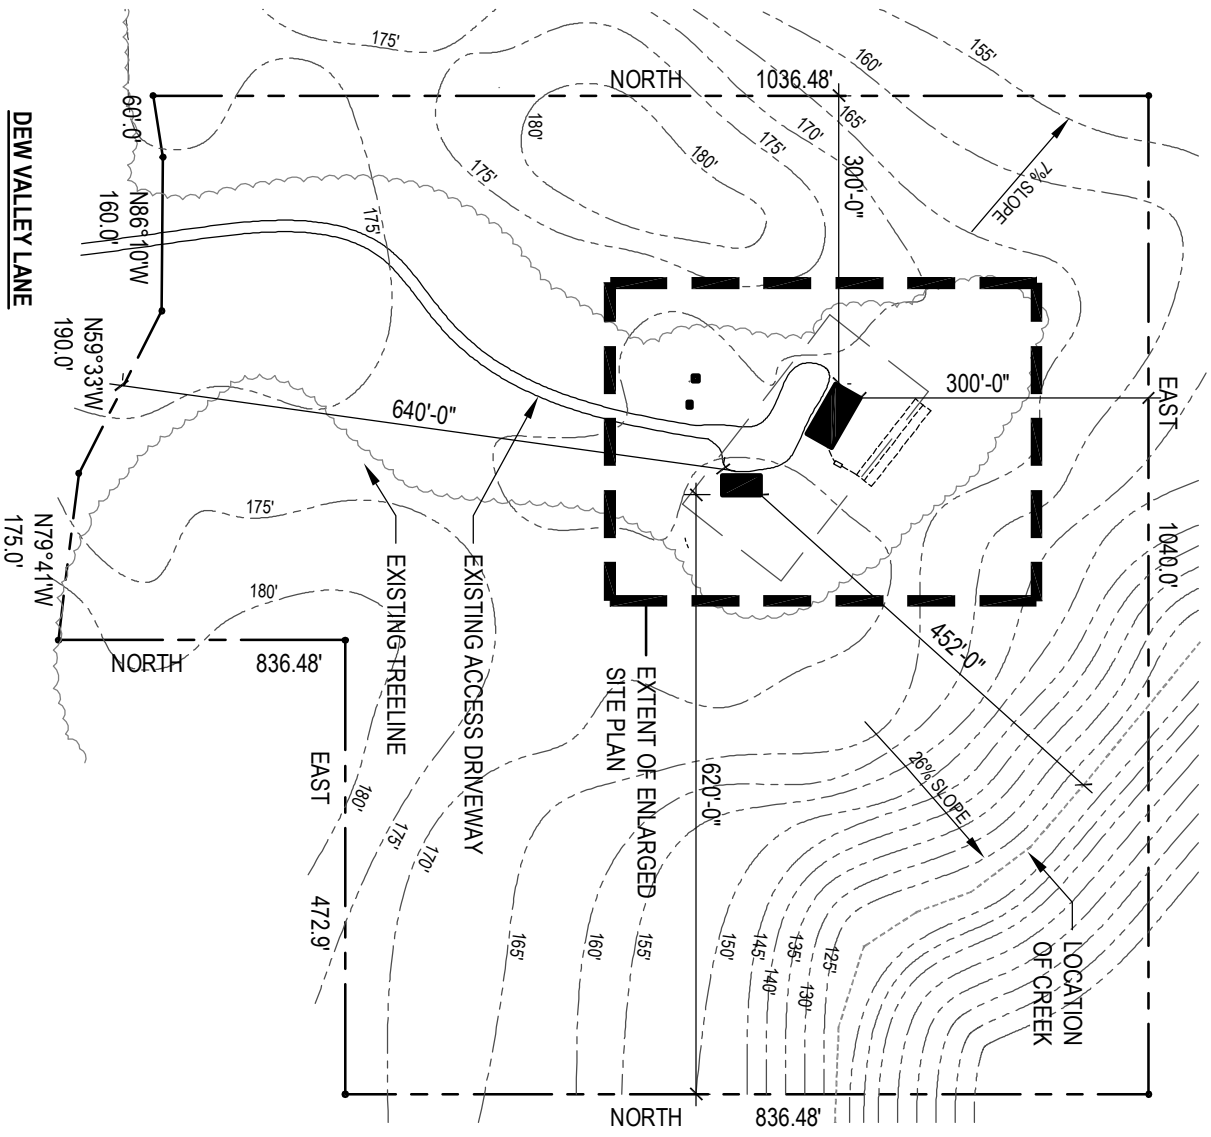 175'
NORTH
1036.48'
155'
160'
165'
170'
175'
180'
180'
175'
7% SLOPE
300'-0"
60.0'
N86°10'W
160.0'
175'
DEW VALLEY LANE
N59°33'W
190.0'
640'-0"
300'-0"
EAST
1040.0'
175'
N79°41'W
175.0'
180'
NORTH
836.48'
EXISTING TREELINE
EXISTING ACCESS DRIVEWAY
EXTENT OF ENLARGED
SITE PLAN
452'-0"
620'-0"
26% SLOPE
EAST
472.9'
180'
175'
170'
165'
160'
155'
150'
145'
140'
135'
130'
125'
LOCATION
OF CREEK
NORTH
836.48'